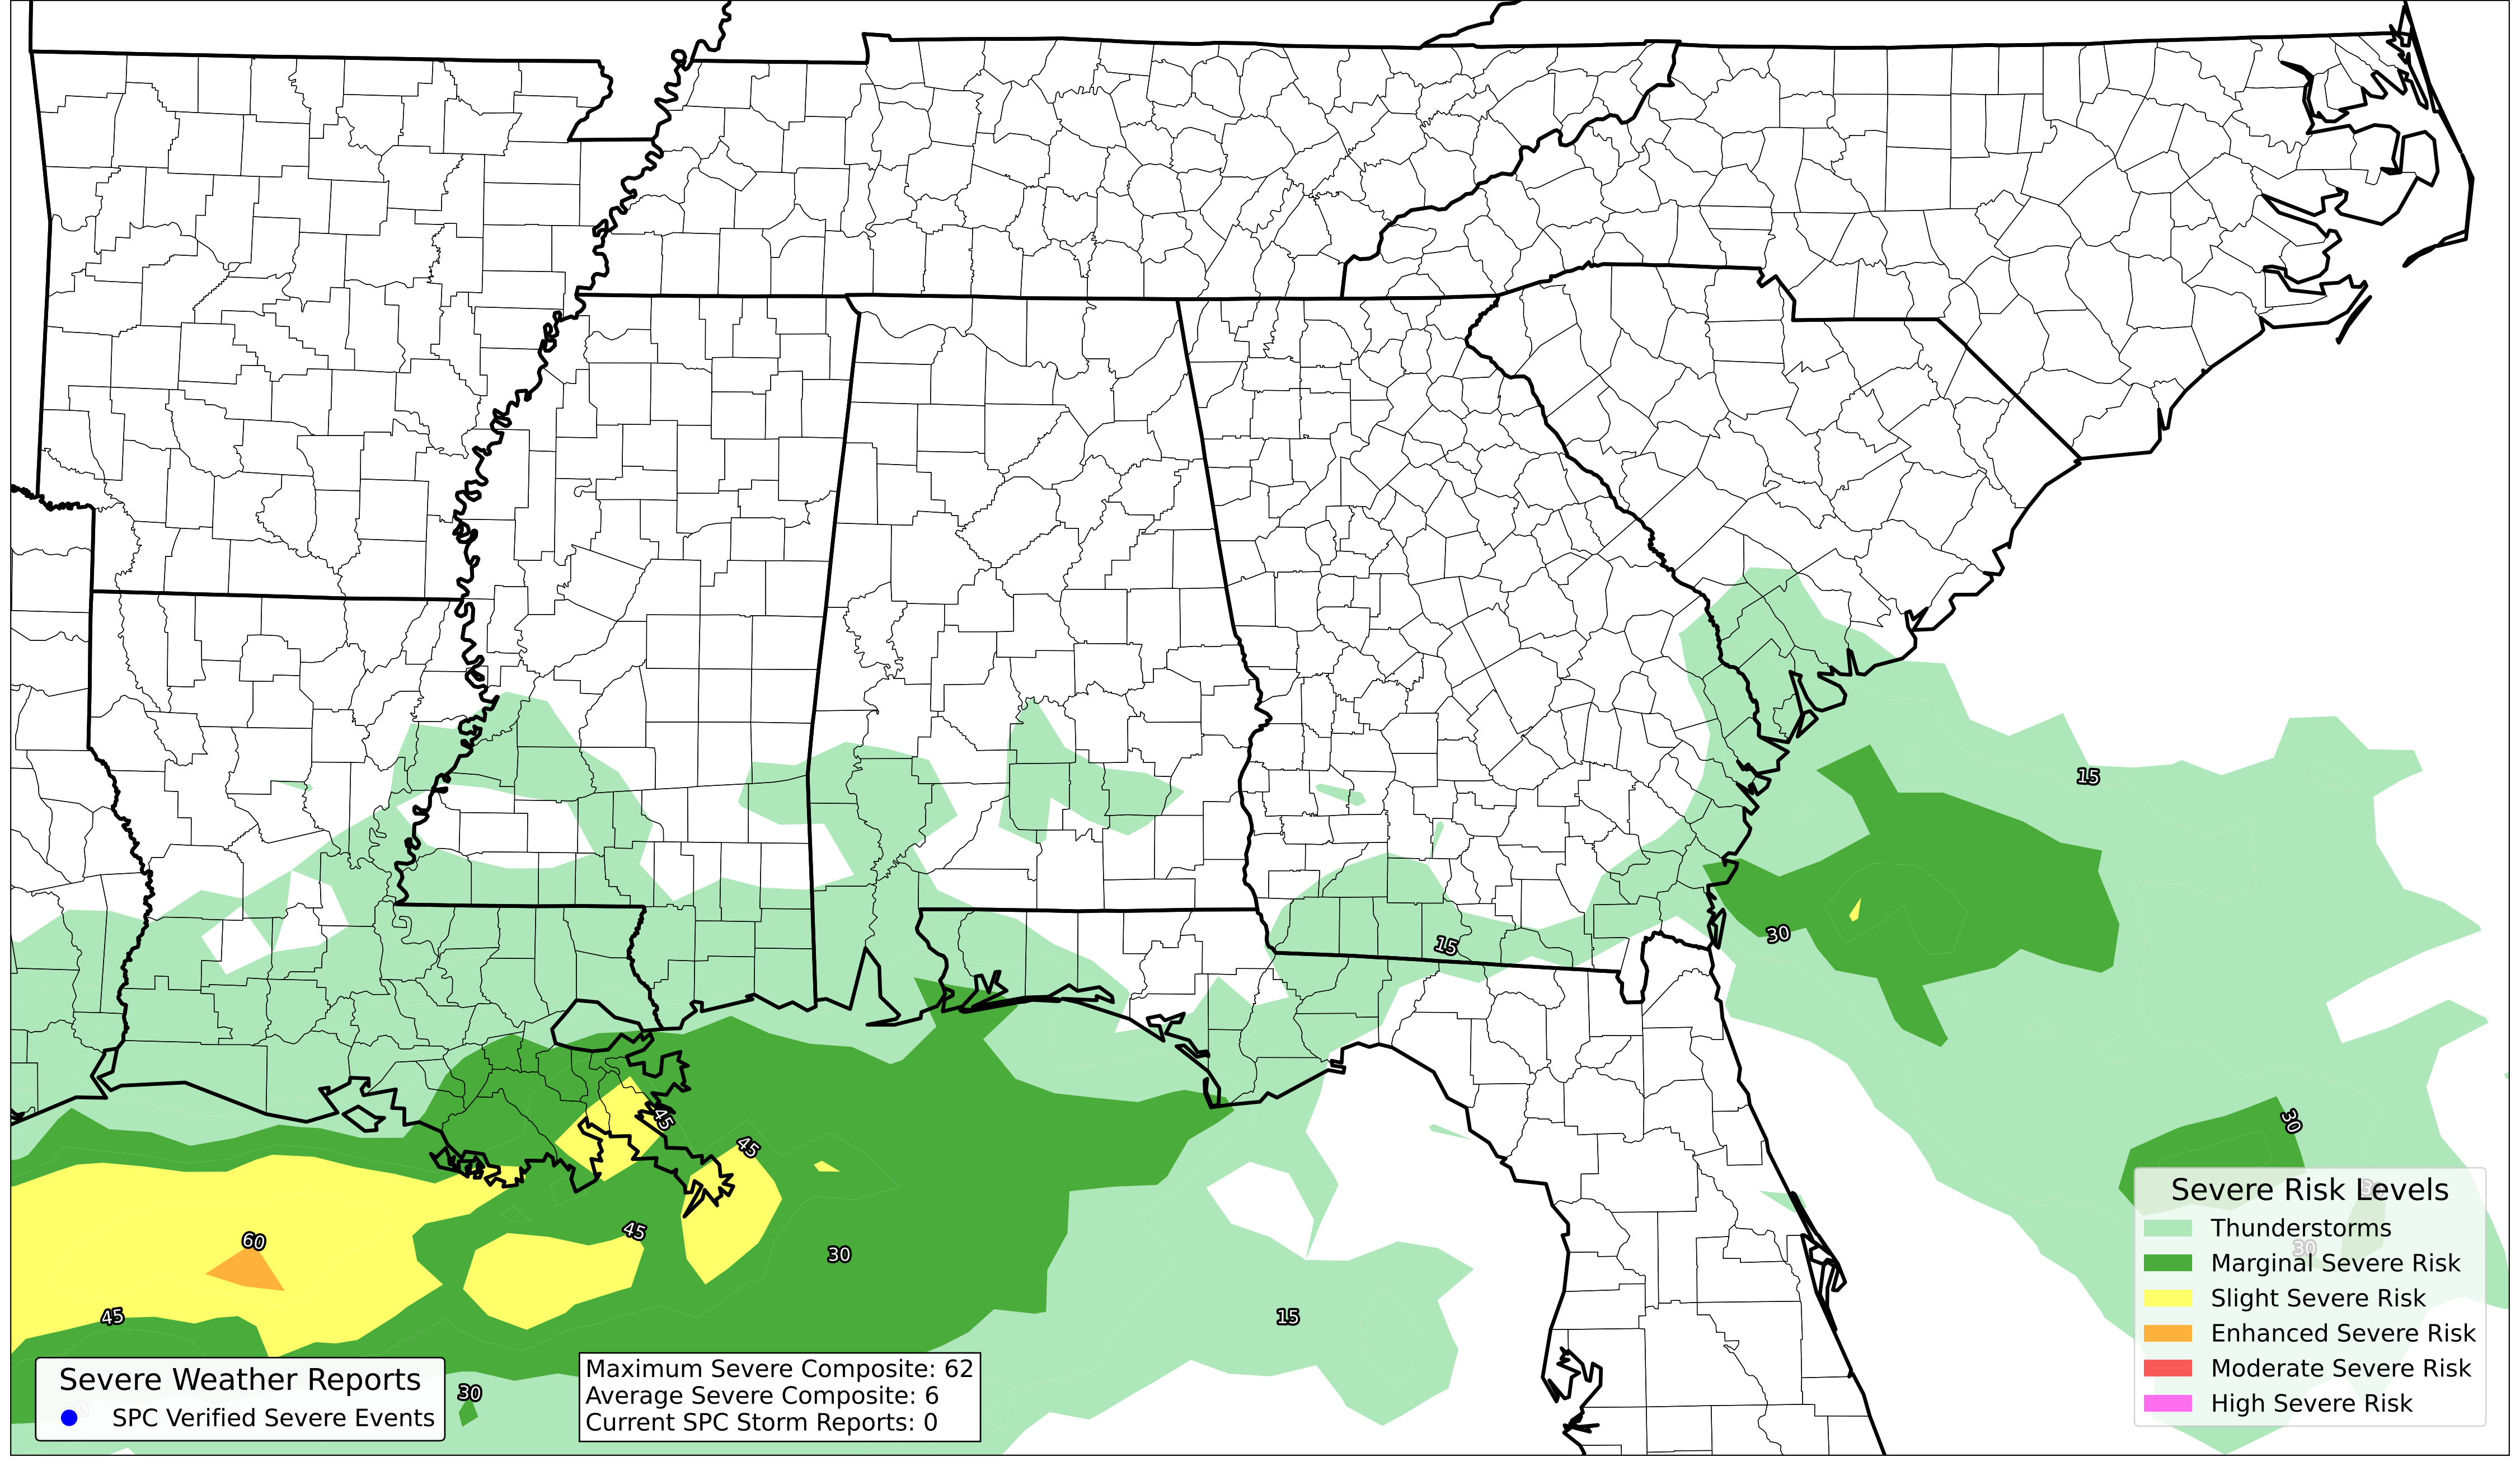 15
15
30
30
45
45
60
45
30
30
30
45
15
30
Severe Risk Levels
Thunderstorms
Marginal Severe Risk
Slight Severe Risk
Enhanced Severe Risk
Moderate Severe Risk
High Severe Risk
Severe Weather Reports
SPC Verified Severe Events
Maximum Severe Composite: 62
Average Severe Composite: 6
Current SPC Storm Reports: 0